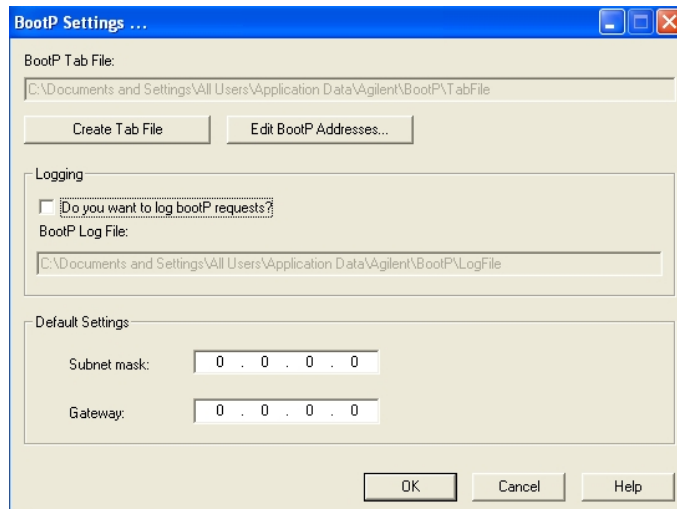 BootP Settings ...
BootP Tab File:
C:\Documents and Settings\All Users\Application Data\Agilent\BootP\TabFile
Create Tab File
Edit BootP Addresses...
Logging
Do you want to log bootP requests?
BootP Log File:
C:\Documents and Settings\All Users\Application Data\Agilent\BootP\LogFile
Default Settings
Subnet mask: 0 . 0 . 0 . 0
Gateway: 0 . 0 . 0 . 0
OK
Cancel
Help